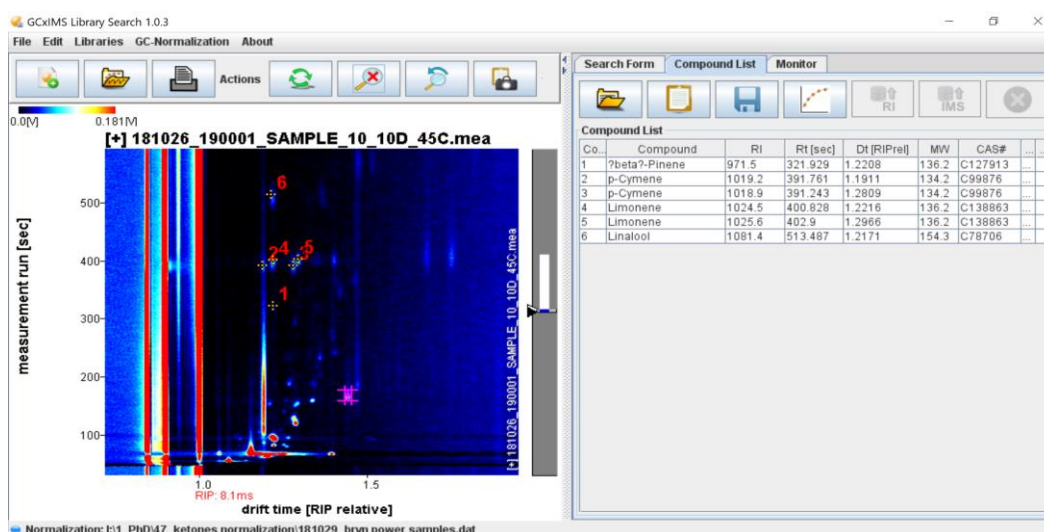 GCxIMS Library Search 1.0.3
File Edit Libraries GC-Normalization About
Actions
0.0[V] 0.181[V]
[+] 181026_190001_SAMPLE_10_10D_45C.mea
measurement run [sec]
500
400
300
200
100
6
2 4 5
3
1
[+] 181026_190001_SAMPLE_10_10D_45C.mea
1.0 1.5
RIP: 8.1ms
drift time [RIP relative]
Search Form Compound List Monitor
RI IMS
Compound List
Co... Compound RI Rt [sec] Dt [RIPrel] MW CAS# ... ...
1 ?beta?-Pinene 971.5 321.929 1.2208 136.2 C127913 ...
2 p-Cymene 1019.2 391.761 1.1911 134.2 C99876 ...
3 p-Cymene 1018.9 391.243 1.2809 134.2 C99876 ...
4 Limonene 1024.5 400.828 1.2216 136.2 C138863 ...
5 Limonene 1025.6 402.9 1.2966 136.2 C138863 ...
6 Linalool 1081.4 513.487 1.2171 154.3 C78706 ...
Normalization: I:\1_PhD\47_ketones normalization\181029_bryn power samples.dat